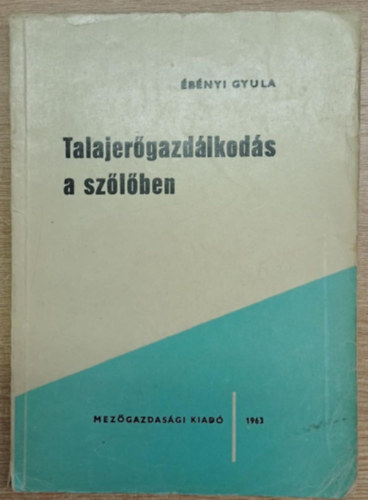 ÉBÉNYI GYULA
Talajerőgazdálkodás
a szőlőben
MEZŐGAZDASÁGI KIADÓ
1963